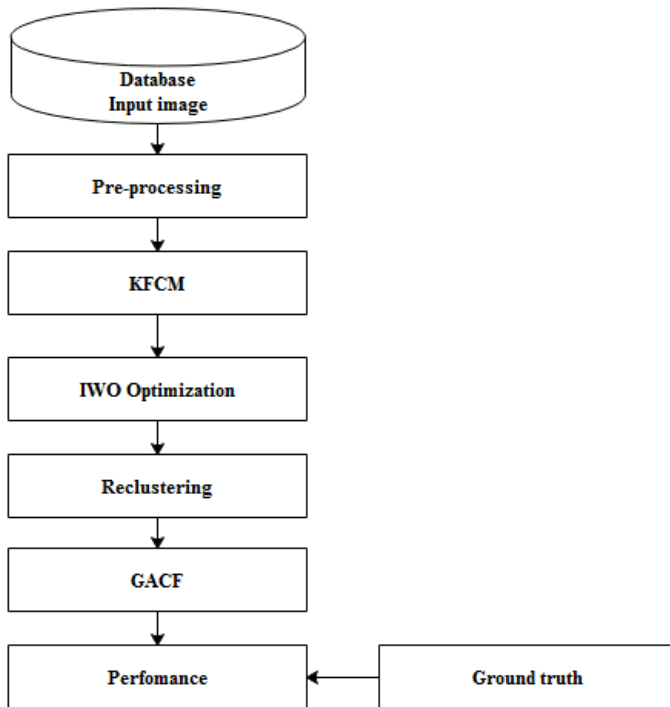 Database
Input image
Pre-processing
KFCM
IWO Optimization
Reclustering
GACF
Perfomance
Ground truth